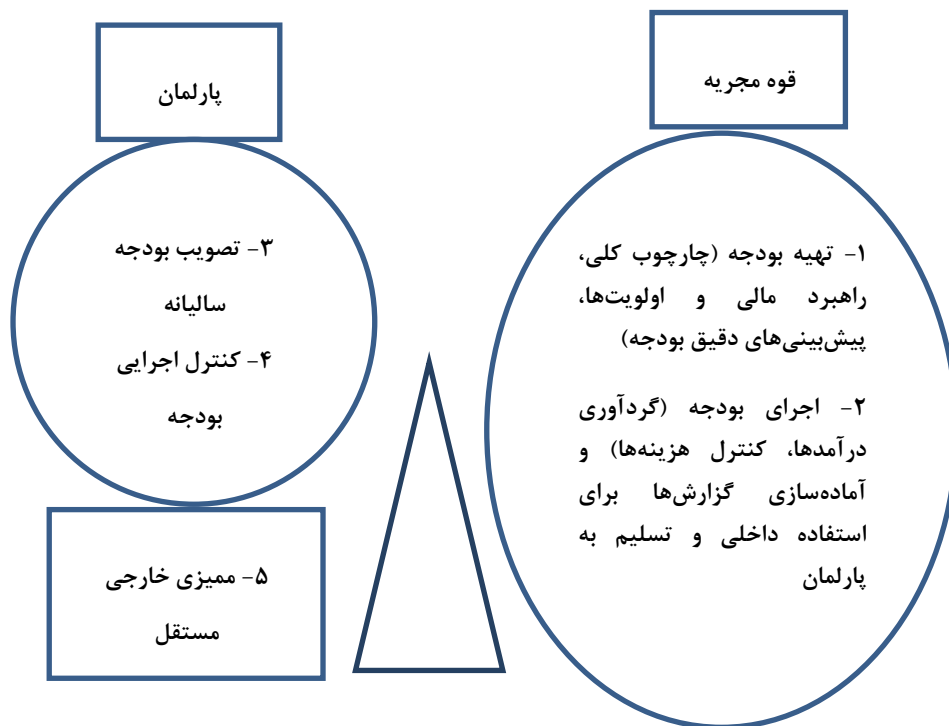 قوه مجریه
۱- تهیه بودجه (چارچوب کلی،
راهبرد مالی و اولویت‌ها،
پیش‌بینی‌های دقیق بودجه)
۲- اجرای بودجه (گردآوری
درآمدها، کنترل هزینه‌ها) و
آماده‌سازی گزارش‌ها برای
استفاده داخلی و تسلیم به
پارلمان
پارلمان
۳- تصویب بودجه
سالیانه
۴- کنترل اجرایی
بودجه
۵- ممیزی خارجی
مستقل